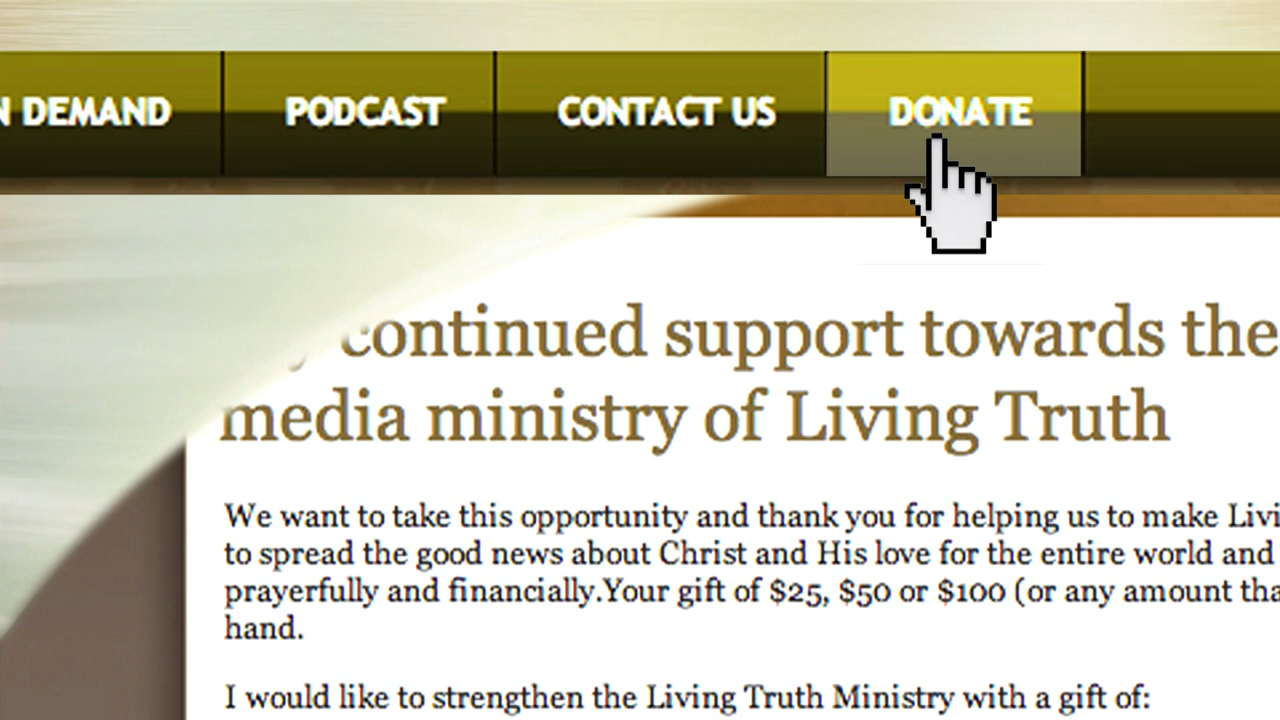 N DEMAND PODCAST CONTACT US DONATE
continued support towards the
media ministry of Living Truth
We want to take this opportunity and thank you for helping us to make Livi
to spread the good news about Christ and His love for the entire world and
prayerfully and financially.Your gift of $25, $50 or $100 (or any amount tha
hand.
I would like to strengthen the Living Truth Ministry with a gift of: